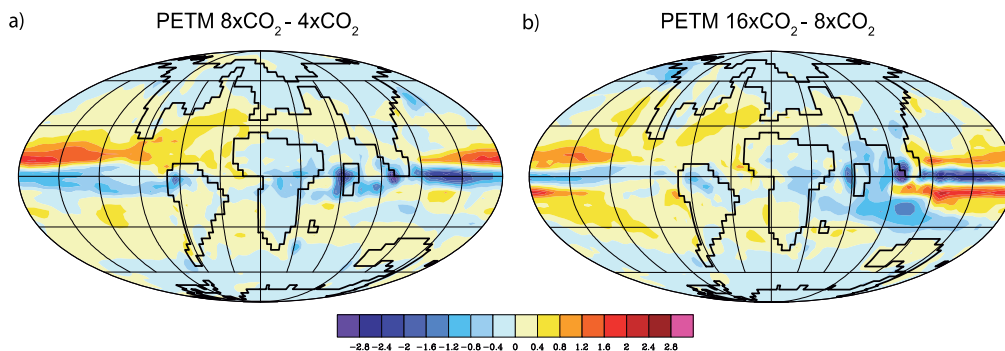 a) PETM 8xCO₂ - 4xCO₂
b) PETM 16xCO₂ - 8xCO₂
-2.8 -2.4 -2 -1.6 -1.2 -0.8 -0.4 0 0.4 0.8 1.2 1.6 2 2.4 2.8